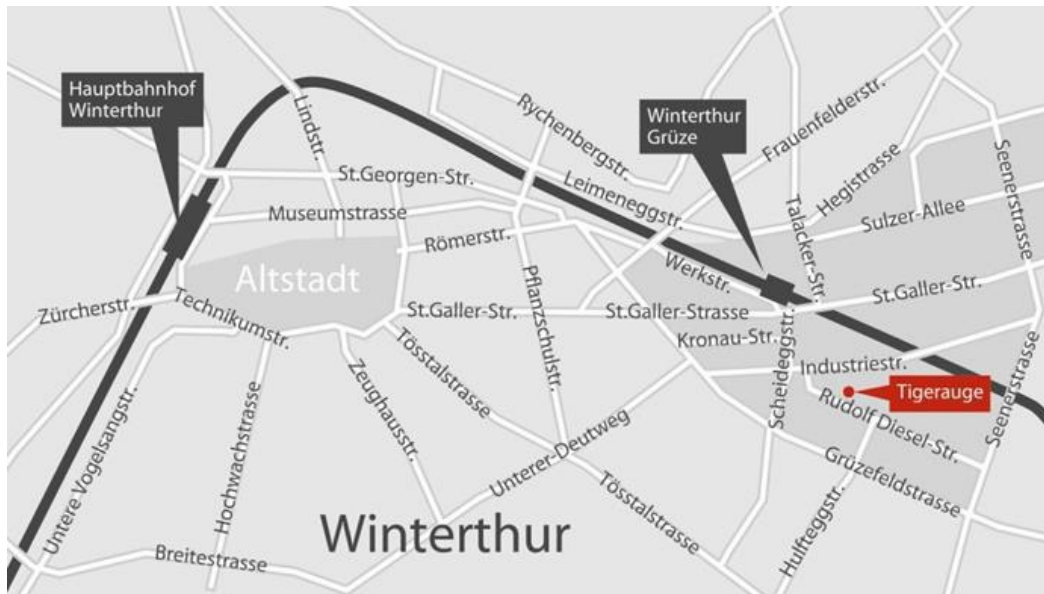 Hauptbahnhof
Winterthur
Lindstr.
Rychenbergstr.
Winterthur
Grüze
Frauenfelderstr.
Seenerstrasse
St.Georgen-Str.
Leimeneggstr.
Hegistrasse
Museumstrasse
Talacker-Str.
Sulzer-Allee
Römerstr.
Altstadt
Werkstr.
Pflanzschulstr.
St.Galler-Str.
Zürcherstr.
Technikumstr.
St.Galler-Str.
St.Galler-Strasse
Kronau-Str.
Scheideggstr.
Industriestr.
Tösstalstrasse
Zeughausstr.
Tigerauge
Rudolf Diesel-Str.
Seenerstrasse
Untere Vogelsangstr.
Hochwachstrasse
Unterer-Deutweg
Grüzefeldstrasse
Tösstalstrasse
Hulfteggstr.
Winterthur
Breitestrasse